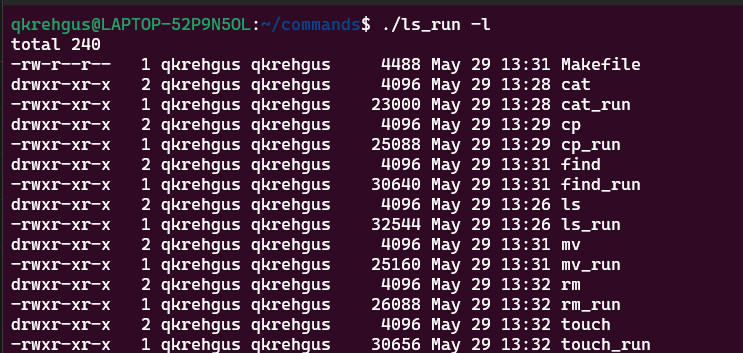 qkrehgus@LAPTOP-52P9N5OL:~/commands$ ./ls_run -l
total 240
-rw-r--r--   1 qkrehgus qkrehgus     4488 May 29 13:31 Makefile
drwxr-xr-x   2 qkrehgus qkrehgus     4096 May 29 13:28 cat
-rwxr-xr-x   1 qkrehgus qkrehgus    23000 May 29 13:28 cat_run
drwxr-xr-x   2 qkrehgus qkrehgus     4096 May 29 13:29 cp
-rwxr-xr-x   1 qkrehgus qkrehgus    25088 May 29 13:29 cp_run
drwxr-xr-x   2 qkrehgus qkrehgus     4096 May 29 13:31 find
-rwxr-xr-x   1 qkrehgus qkrehgus    30640 May 29 13:31 find_run
drwxr-xr-x   2 qkrehgus qkrehgus     4096 May 29 13:26 ls
-rwxr-xr-x   1 qkrehgus qkrehgus    32544 May 29 13:26 ls_run
drwxr-xr-x   2 qkrehgus qkrehgus     4096 May 29 13:31 mv
-rwxr-xr-x   1 qkrehgus qkrehgus    25160 May 29 13:31 mv_run
drwxr-xr-x   2 qkrehgus qkrehgus     4096 May 29 13:32 rm
-rwxr-xr-x   1 qkrehgus qkrehgus    26088 May 29 13:32 rm_run
drwxr-xr-x   2 qkrehgus qkrehgus     4096 May 29 13:32 touch
-rwxr-xr-x   1 qkrehgus qkrehgus    30656 May 29 13:32 touch_run